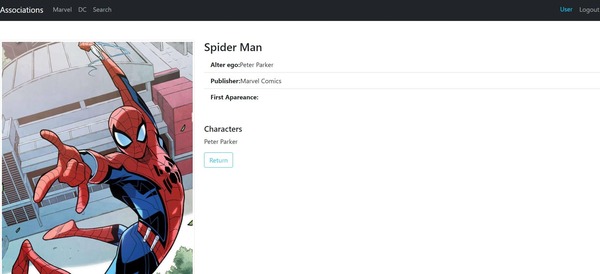 Associations Marvel DC Search User Logout
Spider Man
Alter ego:Peter Parker
Publisher:Marvel Comics
First Apareance:
Characters
Peter Parker
Return